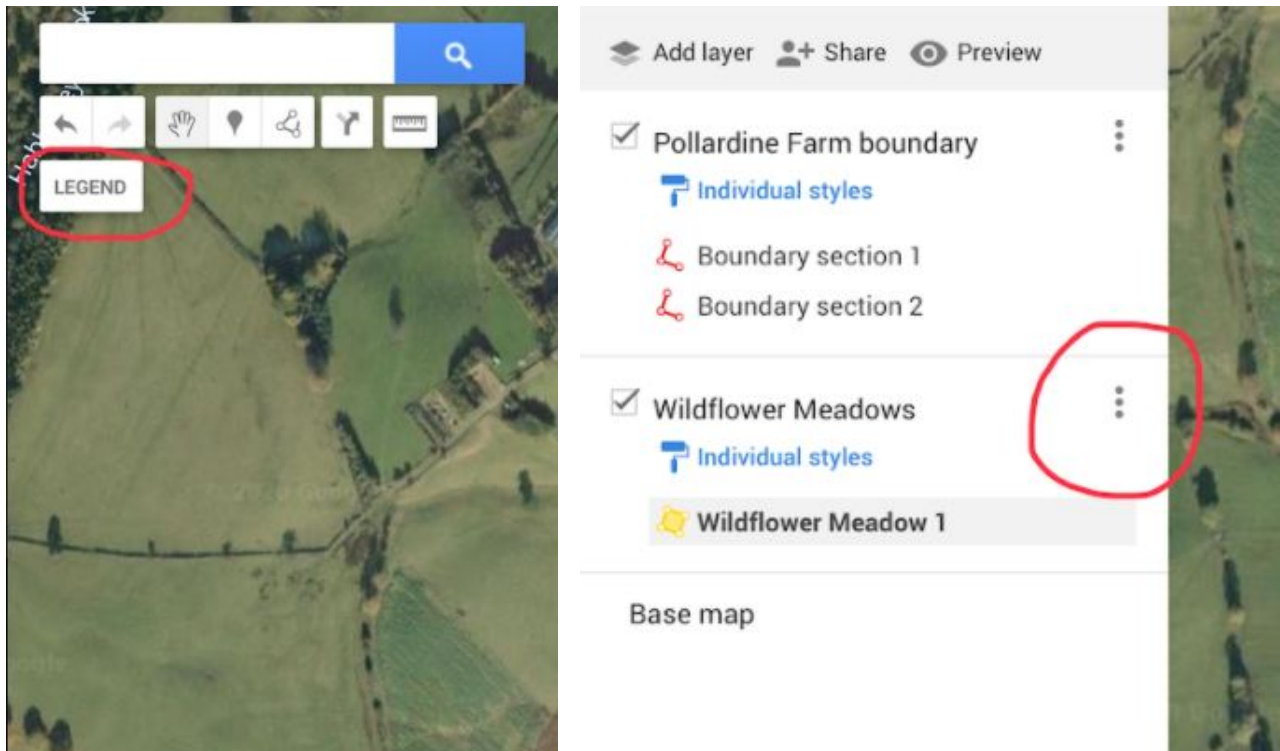 LEGEND
Add layer Share Preview
Pollardine Farm boundary
Individual styles
Boundary section 1
Boundary section 2
Wildflower Meadows
Individual styles
Wildflower Meadow 1
Base map